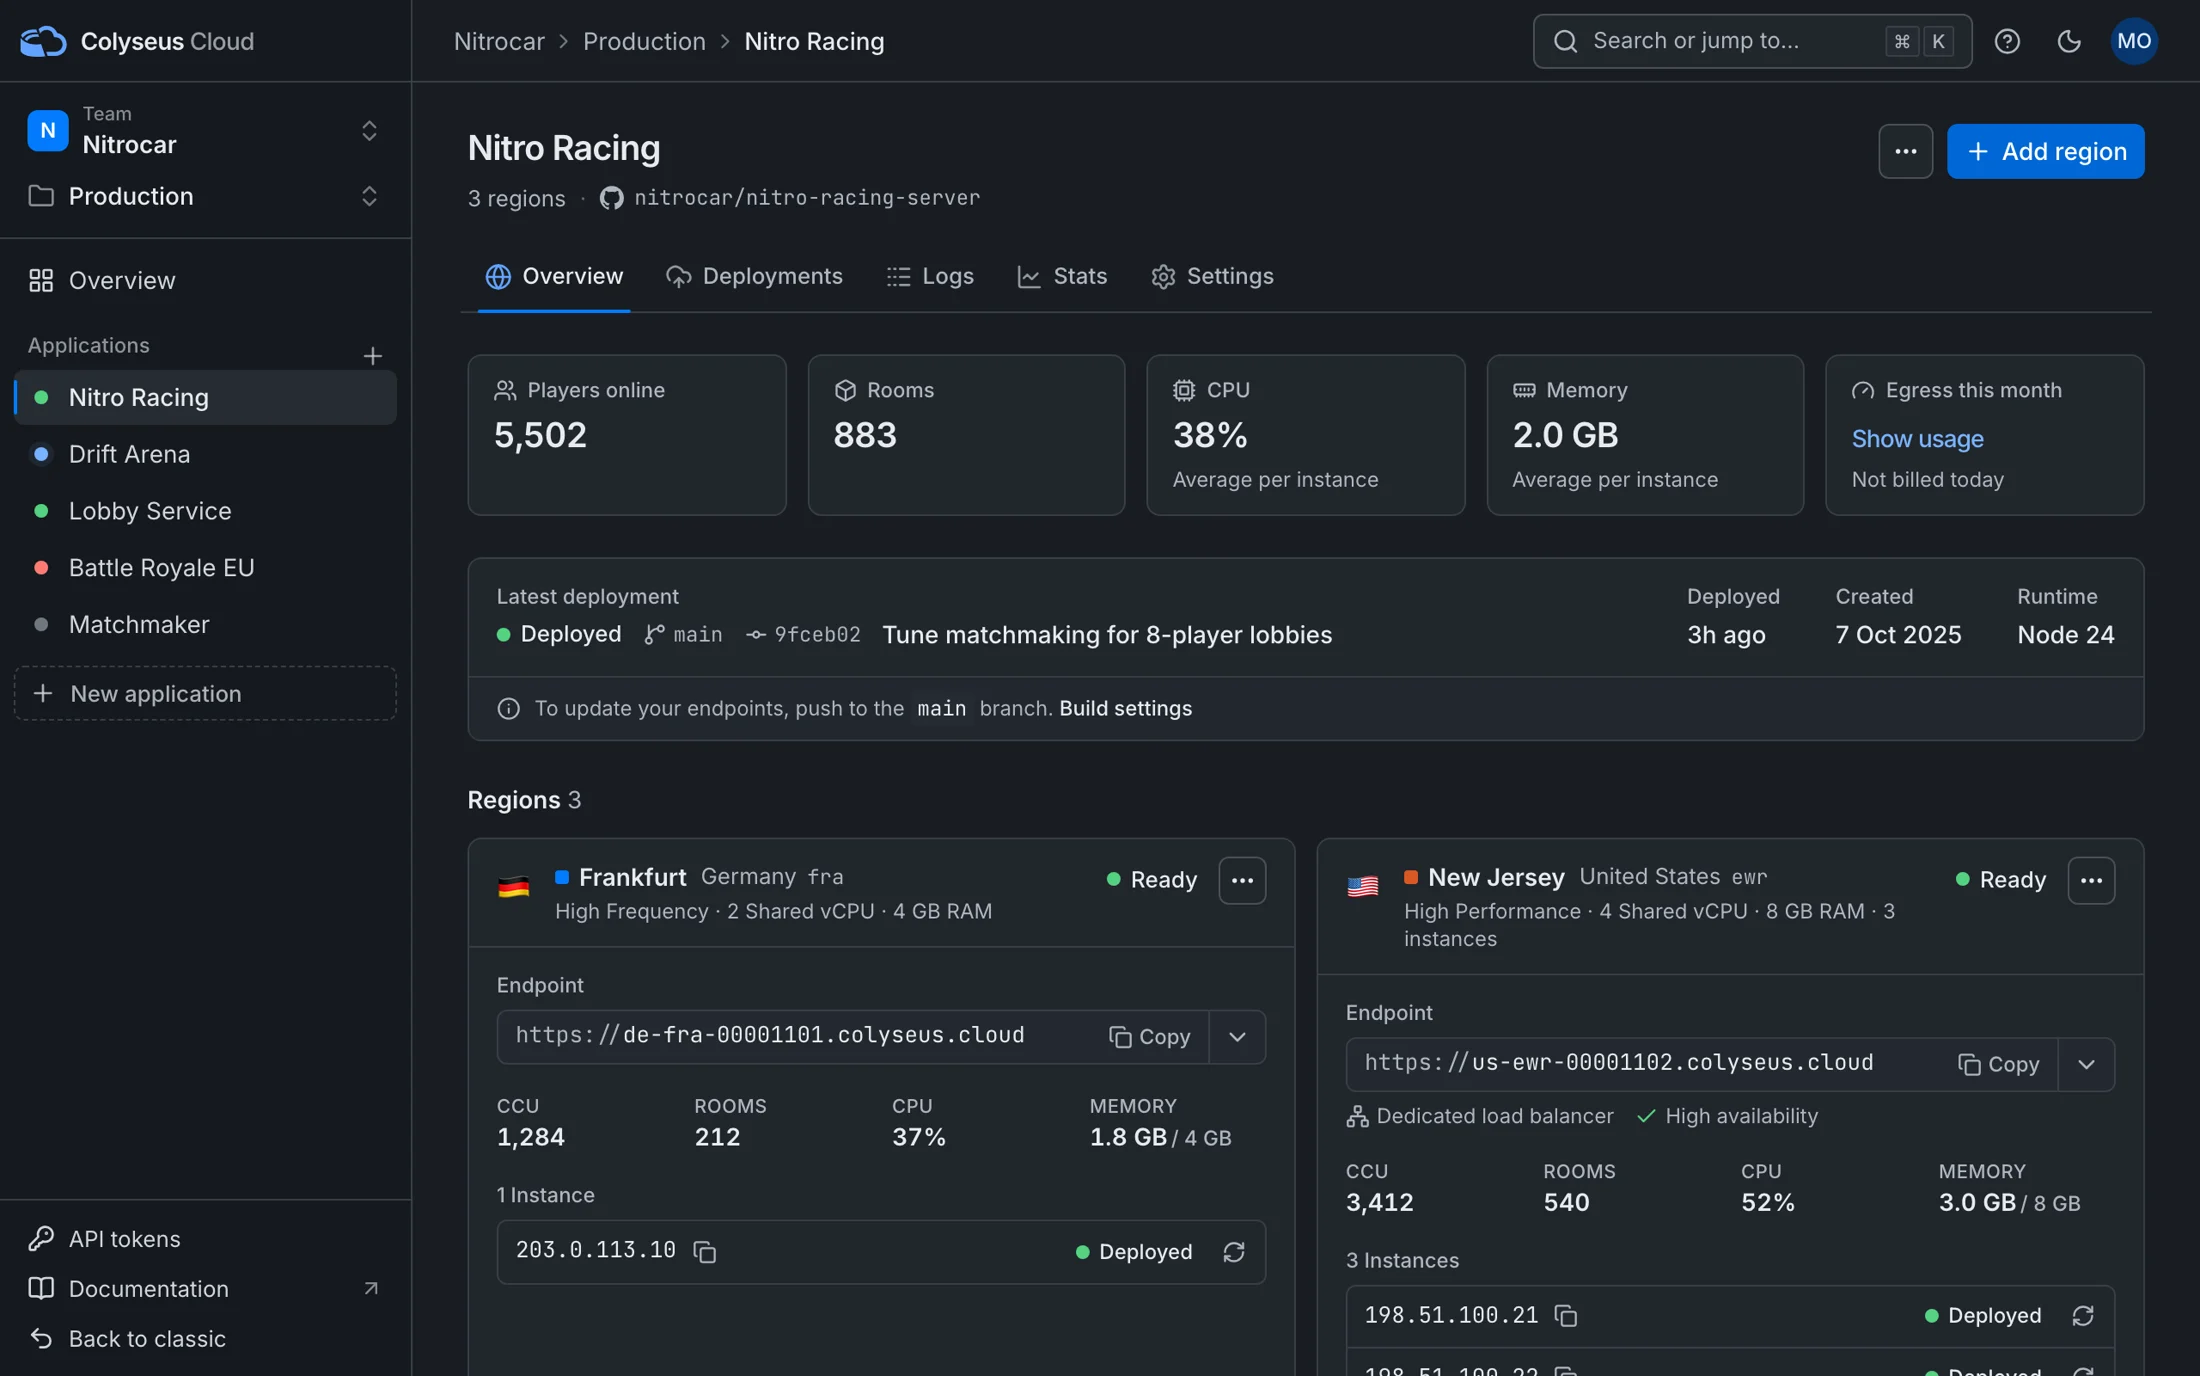 Colyseus Cloud
Nitrocar
Production
Nitro Racing
Search or jump to...
⌘ K
MO
N
Team
Nitrocar
Production
Overview
Applications
Nitro Racing
Drift Arena
Lobby Service
Battle Royale EU
Matchmaker
New application
API tokens
Documentation
Back to classic
Nitro Racing
3 regions · nitrocar/nitro-racing-server
Add region
Overview
Deployments
Logs
Stats
Settings
Players online
5,502
Rooms
883
CPU
38%
Average per instance
Memory
2.0 GB
Average per instance
Egress this month
Show usage
Not billed today
Latest deployment
Deployed main 9fceb02 Tune matchmaking for 8-player lobbies
Deployed
3h ago
Created
7 Oct 2025
Runtime
Node 24
To update your endpoints, push to the main branch. Build settings
Regions 3
Frankfurt Germany fra
High Frequency · 2 Shared vCPU · 4 GB RAM
Ready
Endpoint
https://de-fra-00001101.colyseus.cloud
Copy
CCU
1,284
ROOMS
212
CPU
37%
MEMORY
1.8 GB / 4 GB
1 Instance
203.0.113.10
Deployed
New Jersey United States ewr
High Performance · 4 Shared vCPU · 8 GB RAM · 3
instances
Ready
Endpoint
https://us-ewr-00001102.colyseus.cloud
Copy
Dedicated load balancer
High availability
CCU
3,412
ROOMS
540
CPU
52%
MEMORY
3.0 GB / 8 GB
3 Instances
198.51.100.21
Deployed
198.51.100.22
Deployed